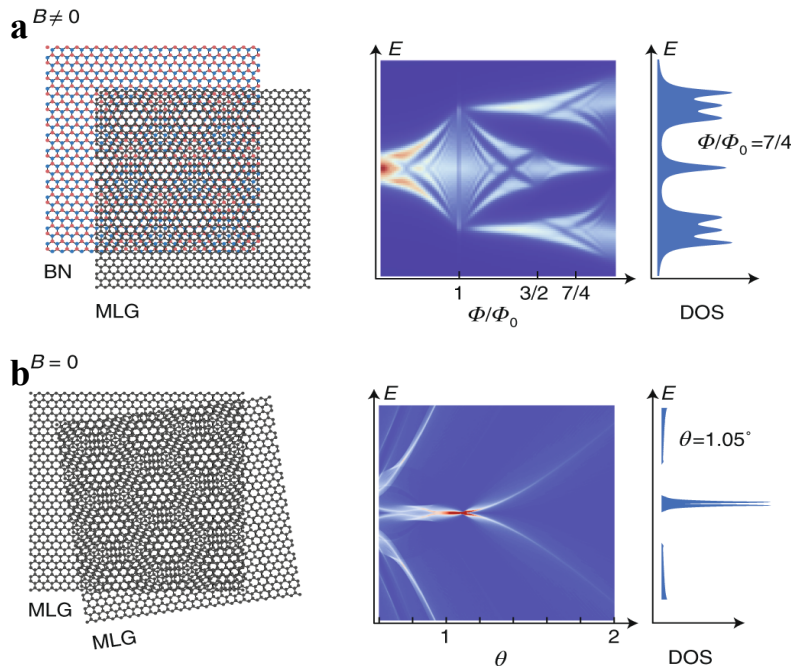 a
B ≠ 0
BN
MLG
E
1
3/2
7/4
Φ/Φ₀
E
Φ/Φ₀=7/4
DOS
b
B = 0
MLG
MLG
E
1
2
θ
E
θ=1.05°
DOS